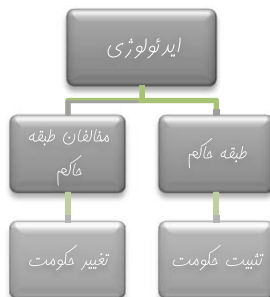 ایدئولوژی
طبقه حاکم
مخالفان طبقه
حاکم
تثبیت حکومت
تغییر حکومت